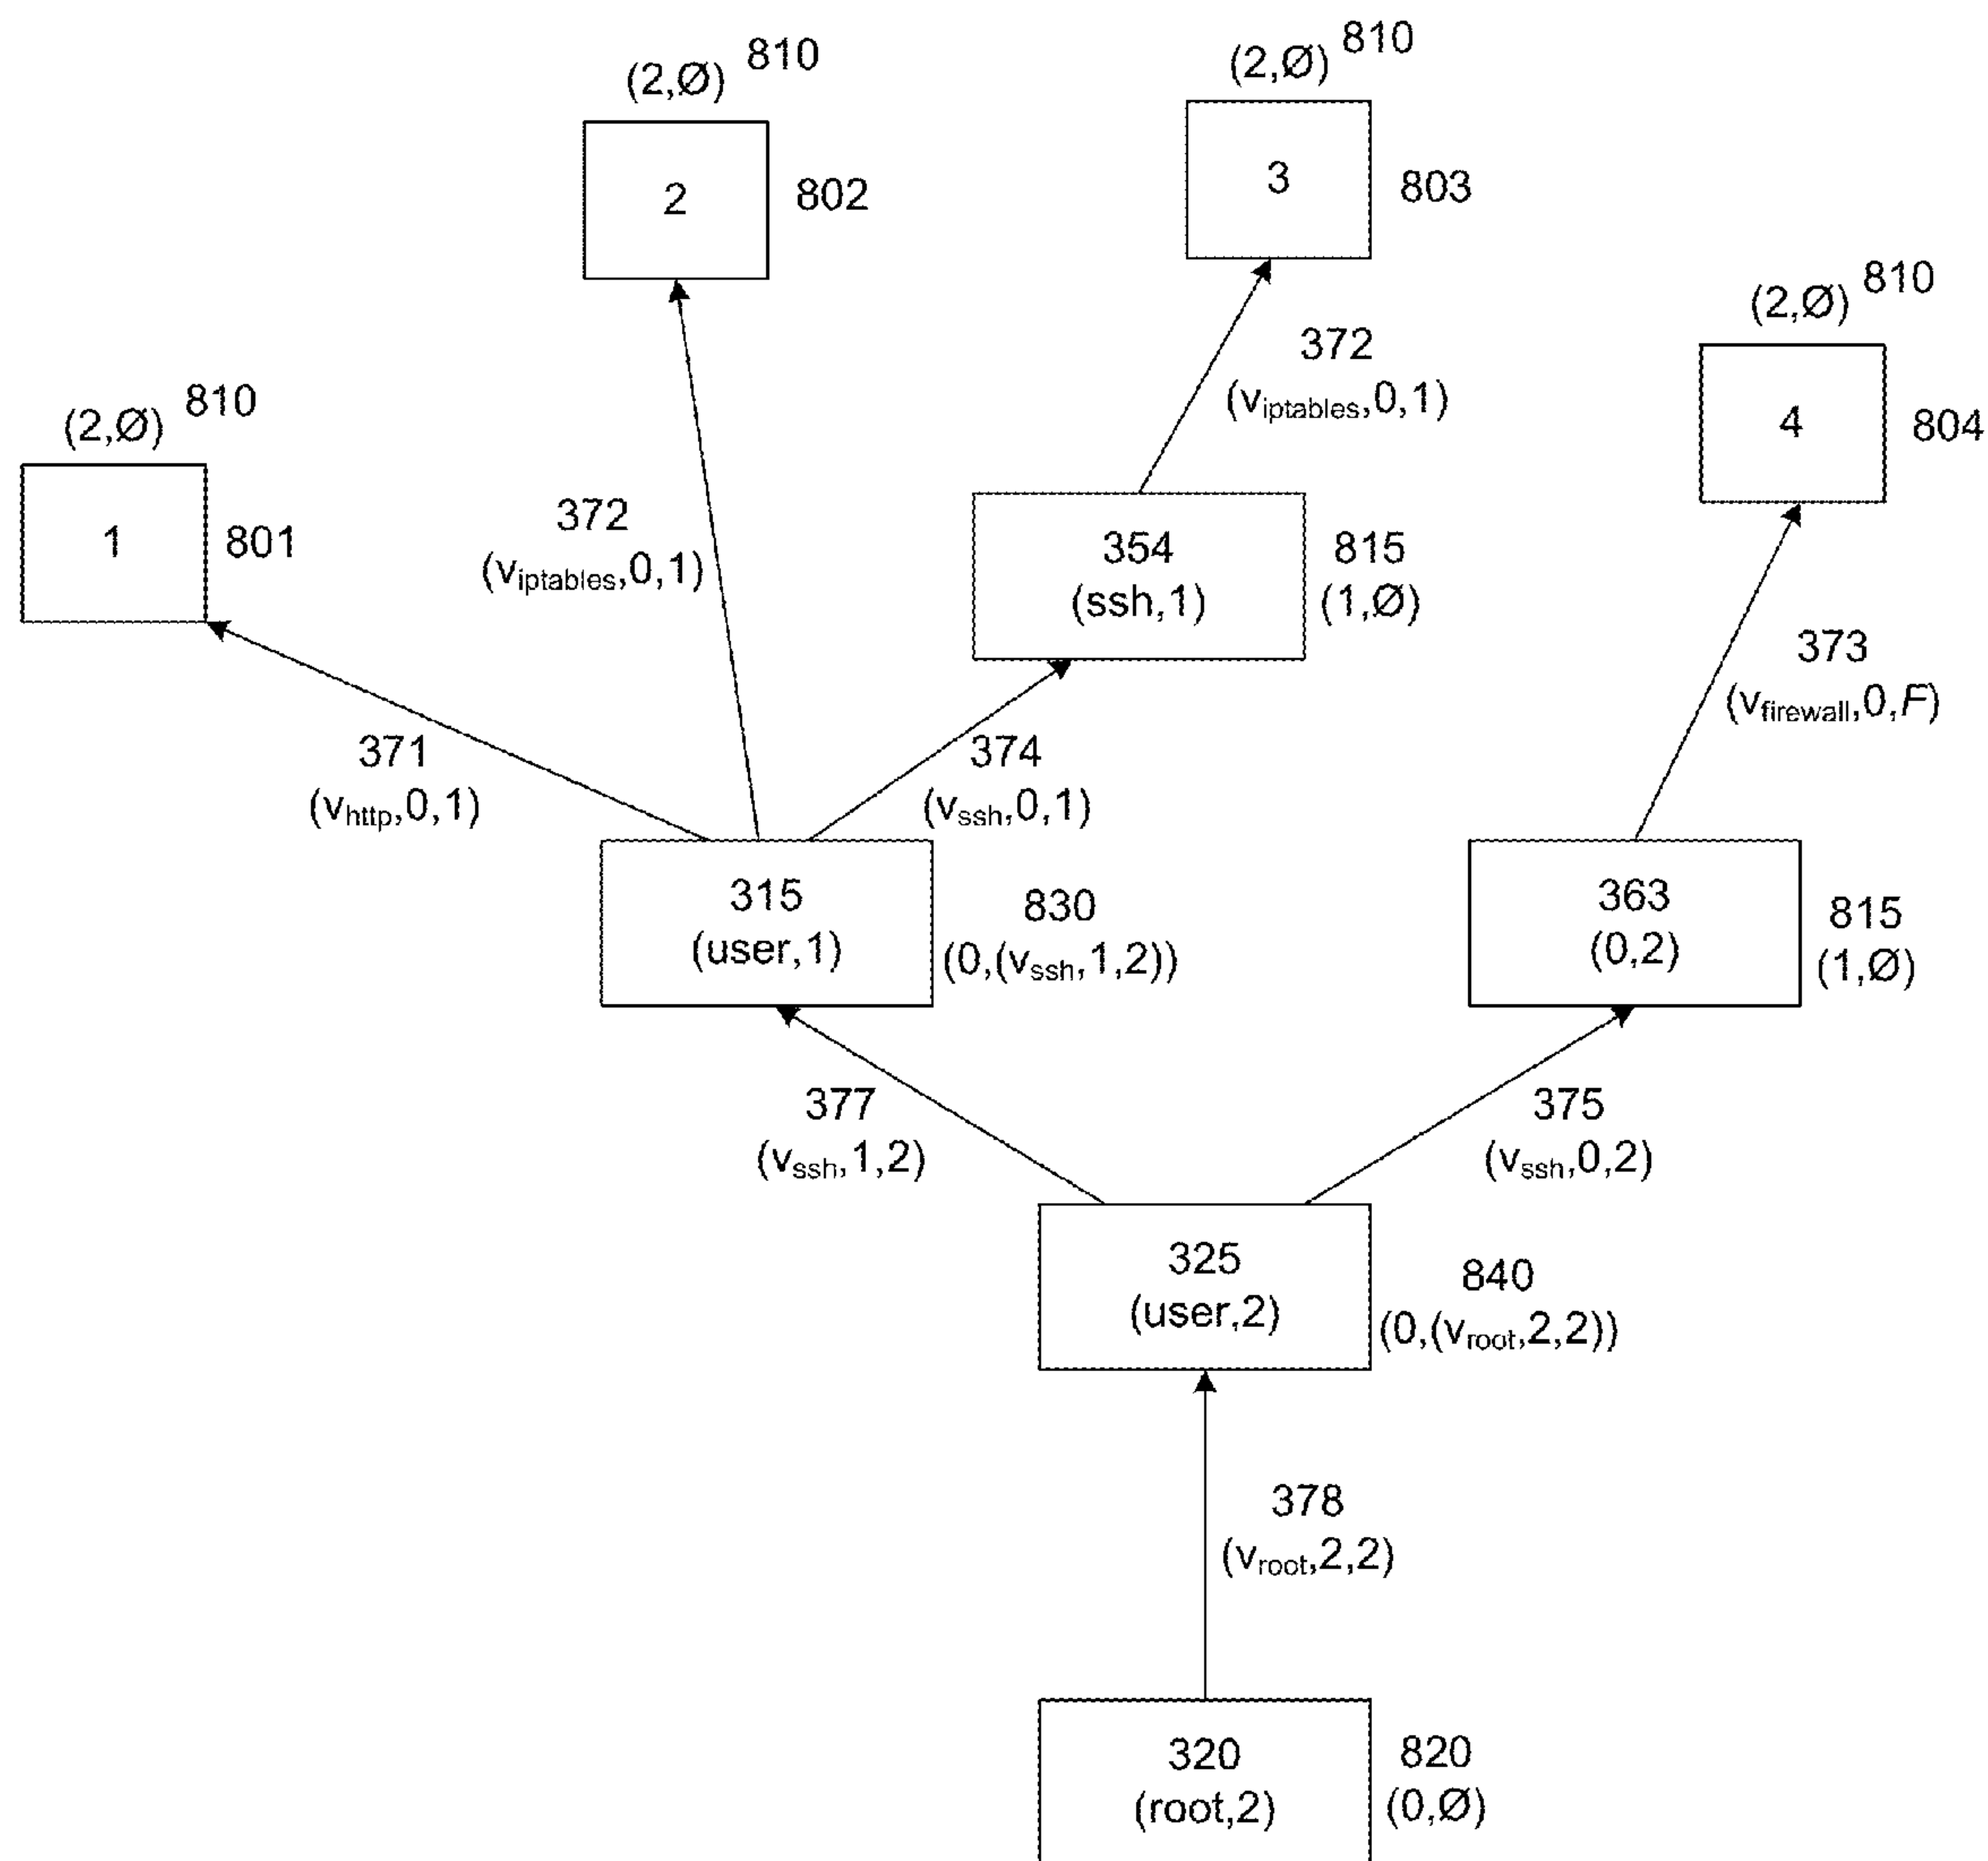 810
(2,Ø)
2
802
810
(2,Ø)
3
803
810
(2,Ø)
4
804
810
(2,Ø)
1
801
372
(viptables,0,1)
372
(viptables,0,1)
354
(ssh,1)
815
(1,Ø)
373
(vfirewall,0,F)
371
(vhttp,0,1)
374
(vssh,0,1)
315
(user,1)
830
(0,(vssh,1,2))
363
(0,2)
815
(1,Ø)
377
(vssh,1,2)
375
(vssh,0,2)
325
(user,2)
840
(0,(vroot,2,2))
378
(vroot,2,2)
320
(root,2)
820
(0,Ø)